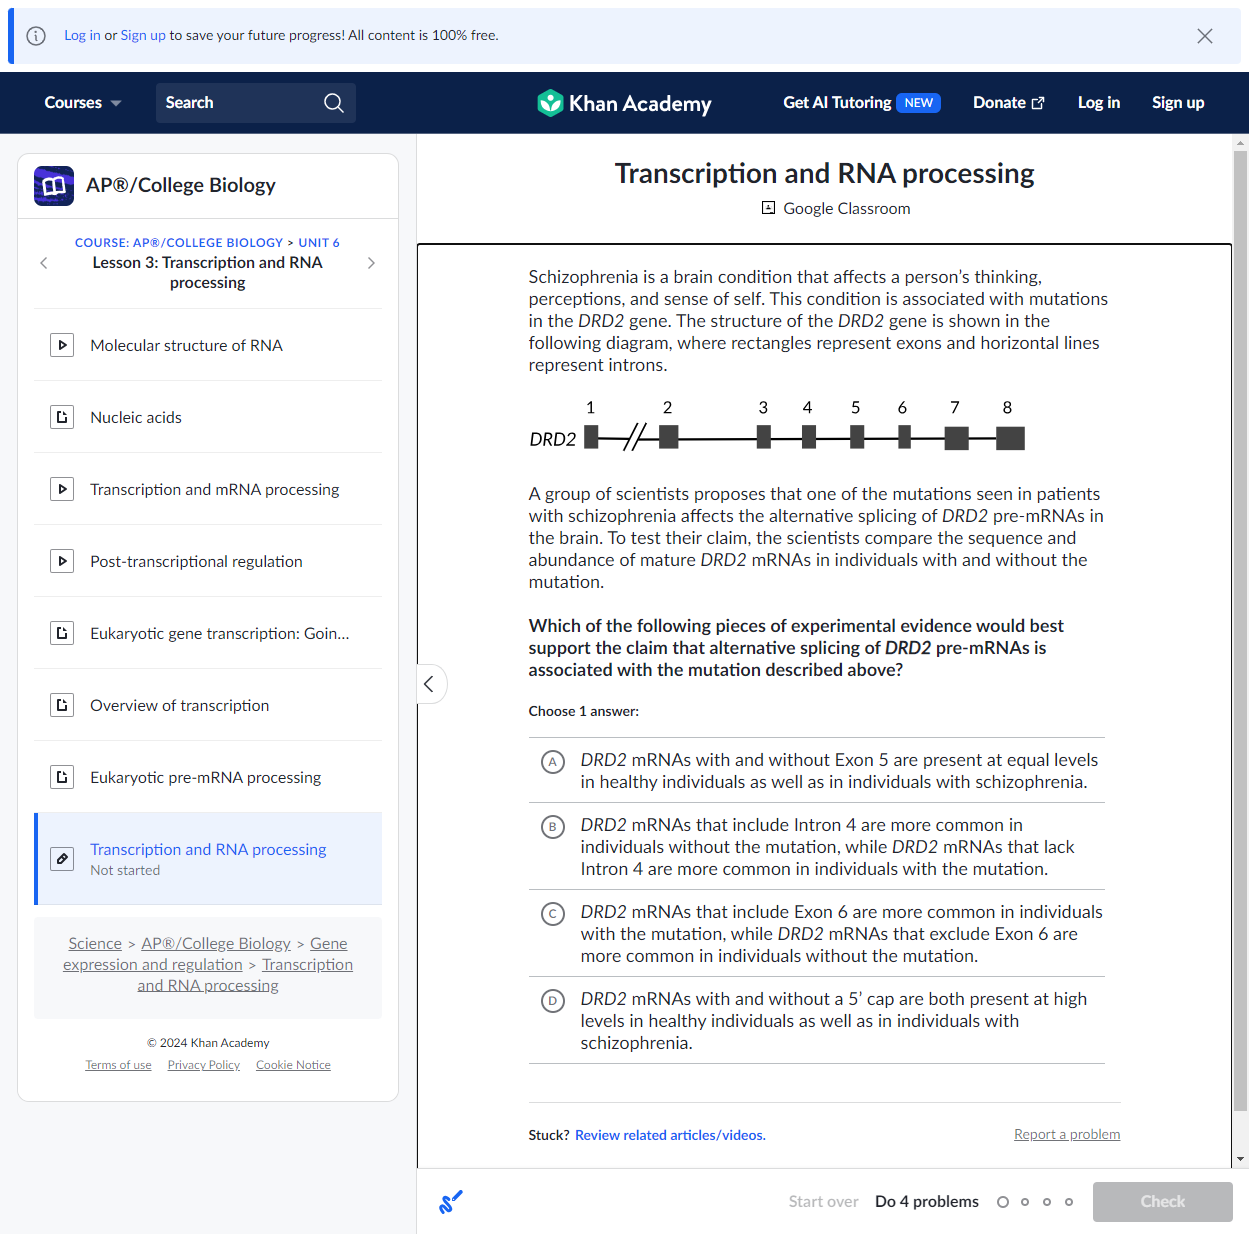 Log in or Sign up to save your future progress! All content is 100% free.
Courses
Search
Khan Academy
Get AI Tutoring NEW
Donate
Log in
Sign up
AP®/College Biology
COURSE: AP®/COLLEGE BIOLOGY > UNIT 6
Lesson 3: Transcription and RNA
processing
Molecular structure of RNA
Nucleic acids
Transcription and mRNA processing
Post-transcriptional regulation
Eukaryotic gene transcription: Goin...
Overview of transcription
Eukaryotic pre-mRNA processing
Transcription and RNA processing
Not started
Science > AP®/College Biology > Gene
expression and regulation > Transcription
and RNA processing
© 2024 Khan Academy
Terms of use Privacy Policy Cookie Notice
Transcription and RNA processing
Google Classroom
Schizophrenia is a brain condition that affects a person’s thinking,
perceptions, and sense of self. This condition is associated with mutations
in the DRD2 gene. The structure of the DRD2 gene is shown in the
following diagram, where rectangles represent exons and horizontal lines
represent introns.
1 2 3 4 5 6 7 8
DRD2
A group of scientists proposes that one of the mutations seen in patients
with schizophrenia affects the alternative splicing of DRD2 pre-mRNAs in
the brain. To test their claim, the scientists compare the sequence and
abundance of mature DRD2 mRNAs in individuals with and without the
mutation.
Which of the following pieces of experimental evidence would best
support the claim that alternative splicing of DRD2 pre-mRNAs is
associated with the mutation described above?
Choose 1 answer:
A DRD2 mRNAs with and without Exon 5 are present at equal levels
in healthy individuals as well as in individuals with schizophrenia.
B DRD2 mRNAs that include Intron 4 are more common in
individuals without the mutation, while DRD2 mRNAs that lack
Intron 4 are more common in individuals with the mutation.
C DRD2 mRNAs that include Exon 6 are more common in individuals
with the mutation, while DRD2 mRNAs that exclude Exon 6 are
more common in individuals without the mutation.
D DRD2 mRNAs with and without a 5’ cap are both present at high
levels in healthy individuals as well as in individuals with
schizophrenia.
Stuck? Review related articles/videos.
Report a problem
Start over
Do 4 problems
Check